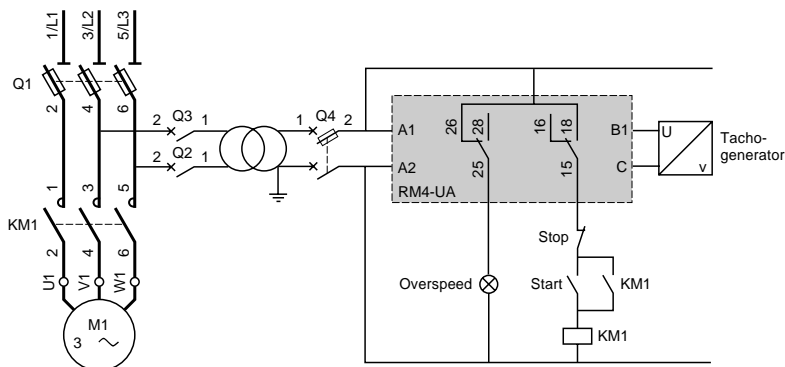 1/L1 3/L2 5/L3
Q1
2 4 6
2 Q3 1
1 Q4 2
2 Q2 1
A1
A2
RM4-UA
26 28
25
16 18
15
B1
C
U
v
Tacho-
generator
1 3 5
KM1
2 4 6
U1 V1 W1
M1
3
Stop
Overspeed
Start
KM1
KM1